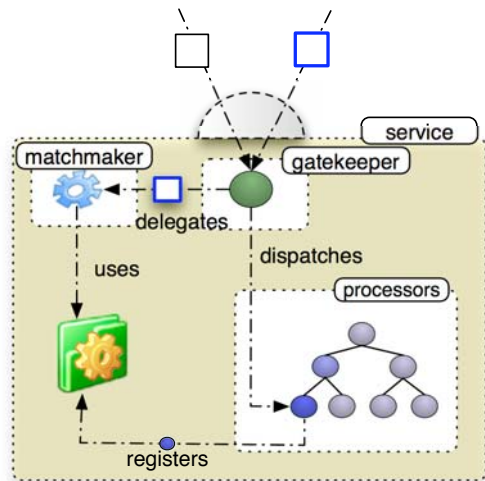 service
matchmaker
gatekeeper
delegates
uses
dispatches
processors
registers